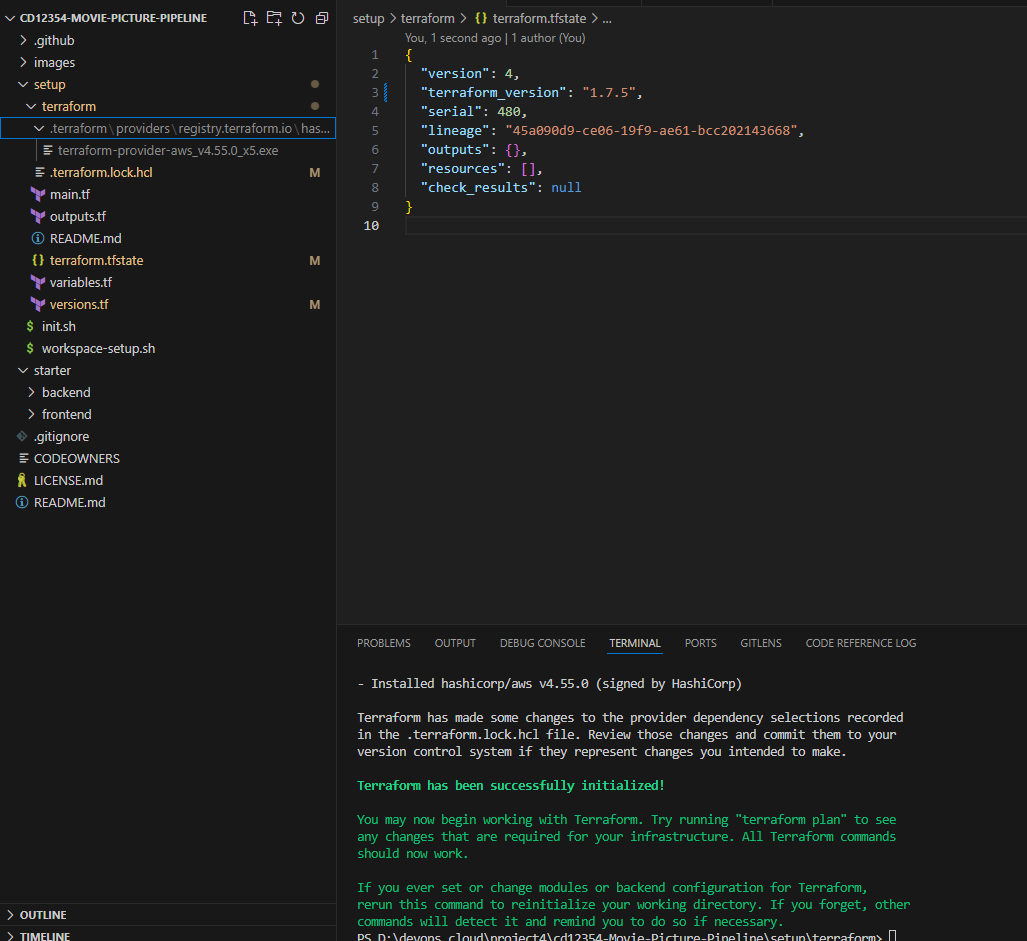 CD12354-MOVIE-PICTURE-PIPELINE
.github
images
setup
terraform
.terraform\providers\registry.terraform.io\has...
terraform-provider-aws_v4.55.0_x5.exe
.terraform.lock.hcl M
main.tf
outputs.tf
README.md
terraform.tfstate M
variables.tf
versions.tf M
$ init.sh
$ workspace-setup.sh
starter
backend
frontend
.gitignore
CODEOWNERS
LICENSE.md
README.md
OUTLINE
TIMELINE
setup > terraform > {} terraform.tfstate > ...
You, 1 second ago | 1 author (You)
1 {
2 "version": 4,
3 "terraform_version": "1.7.5",
4 "serial": 480,
5 "lineage": "45a090d9-ce06-19f9-ae61-bcc202143668",
6 "outputs": {},
7 "resources": [],
8 "check_results": null
9 }
10
PROBLEMS OUTPUT DEBUG CONSOLE TERMINAL PORTS GITLENS CODE REFERENCE LOG
- Installed hashicorp/aws v4.55.0 (signed by HashiCorp)
Terraform has made some changes to the provider dependency selections recorded
in the .terraform.lock.hcl file. Review those changes and commit them to your
version control system if they represent changes you intended to make.
Terraform has been successfully initialized!
You may now begin working with Terraform. Try running "terraform plan" to see
any changes that are required for your infrastructure. All Terraform commands
should now work.
If you ever set or change modules or backend configuration for Terraform,
rerun this command to reinitialize your working directory. If you forget, other
commands will detect it and remind you to do so if necessary.
PS D:\devops_cloud\project4\cd12354-Movie-Picture-Pipeline\setup\terraform>